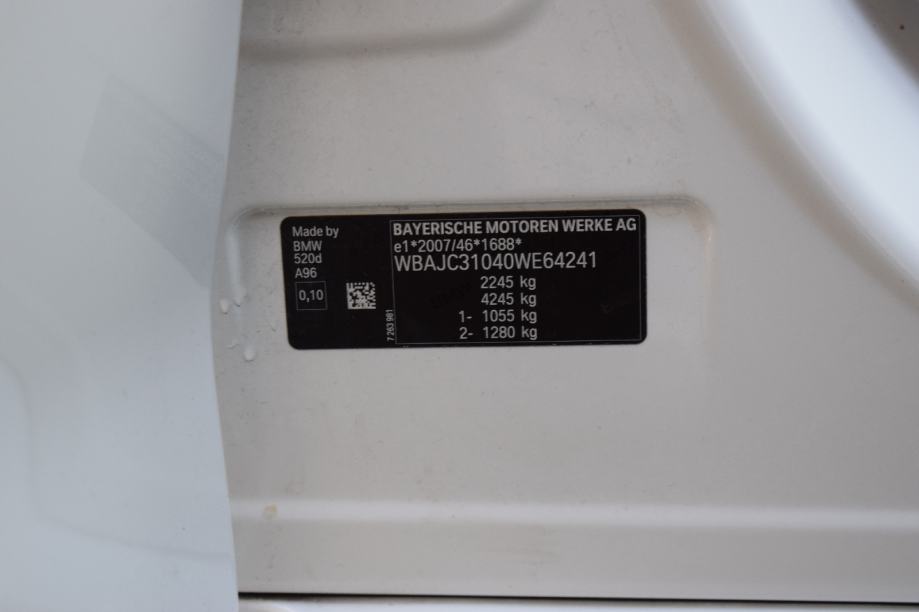 Made by
BMW
520d
A96
0,10
7 263 981
BAYERISCHE MOTOREN WERKE AG
e1*2007/46*1688*
WBAJC31040WE64241
2245 kg
4245 kg
1- 1055 kg
2- 1280 kg